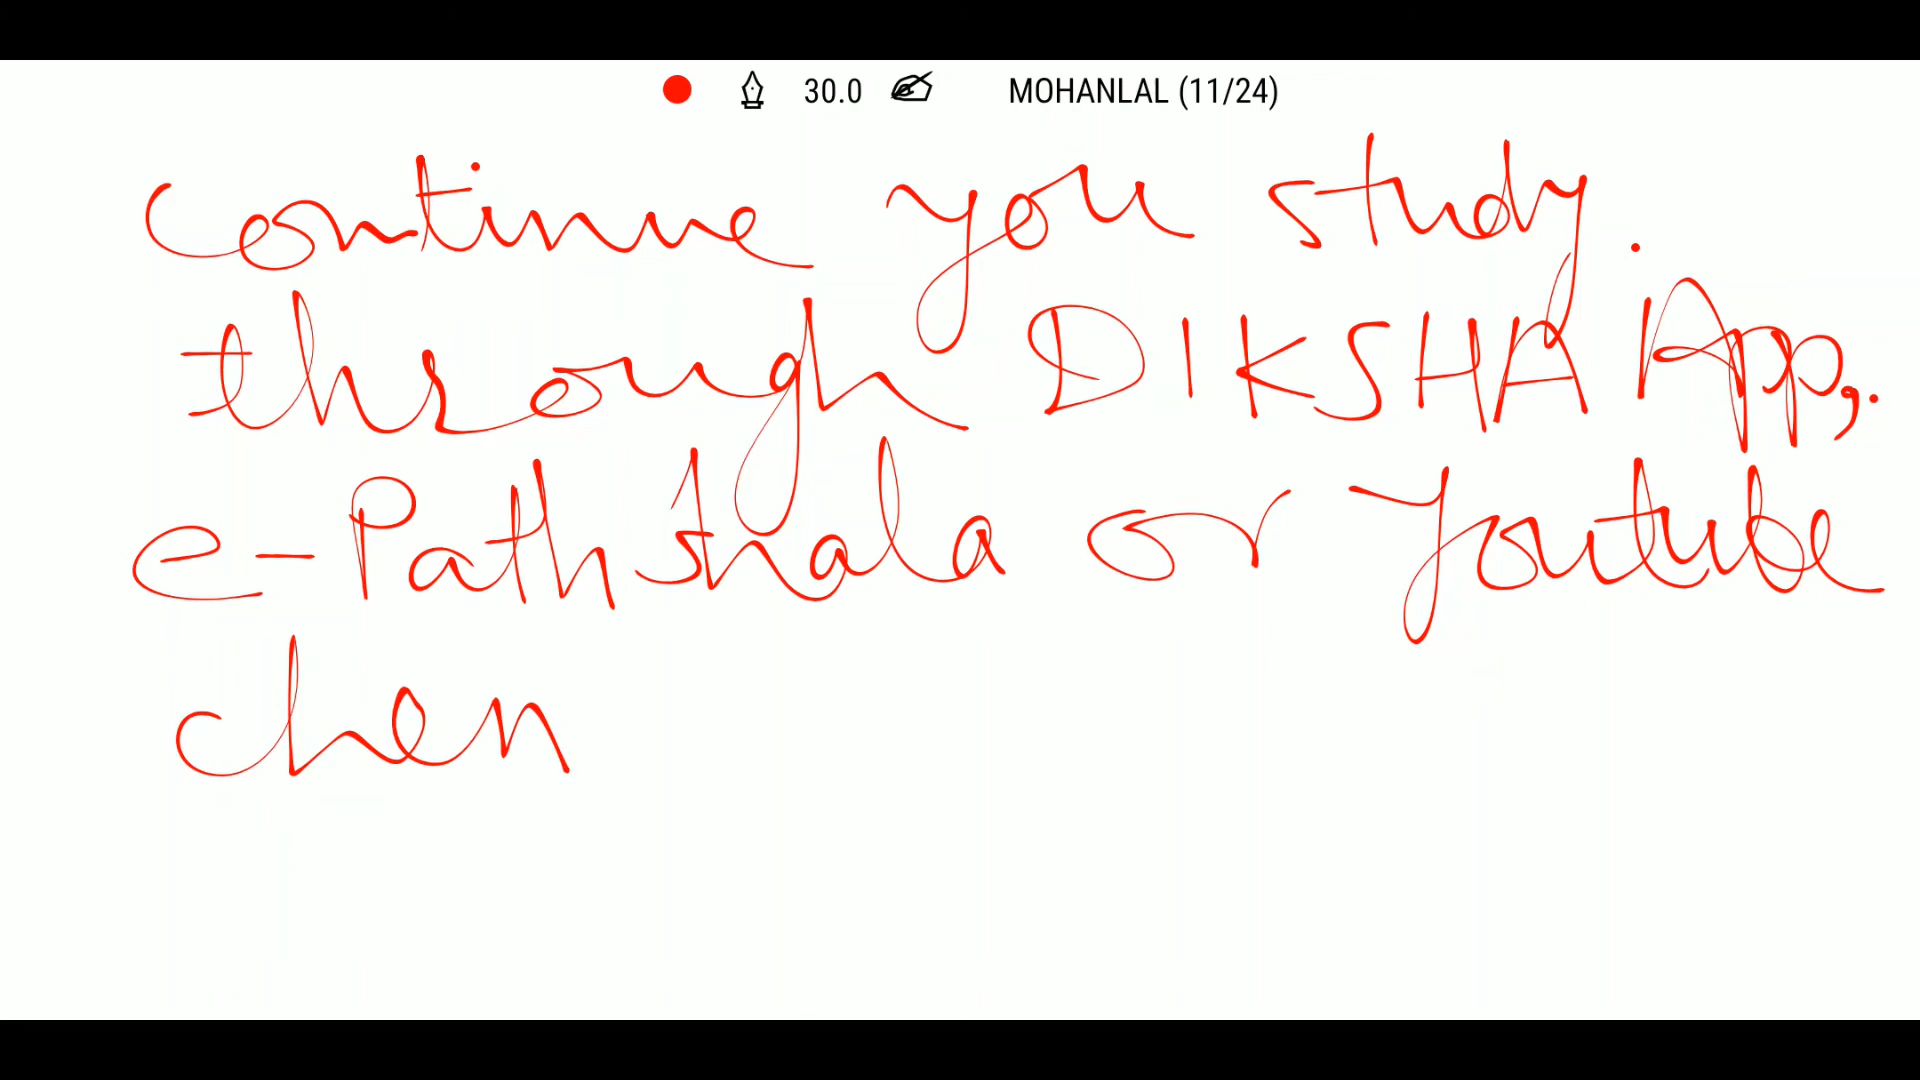 30.0 MOHANLAL (11/24)
continue you study.
through DIKSHA App,.
e-Pathshala or Youtube
chen